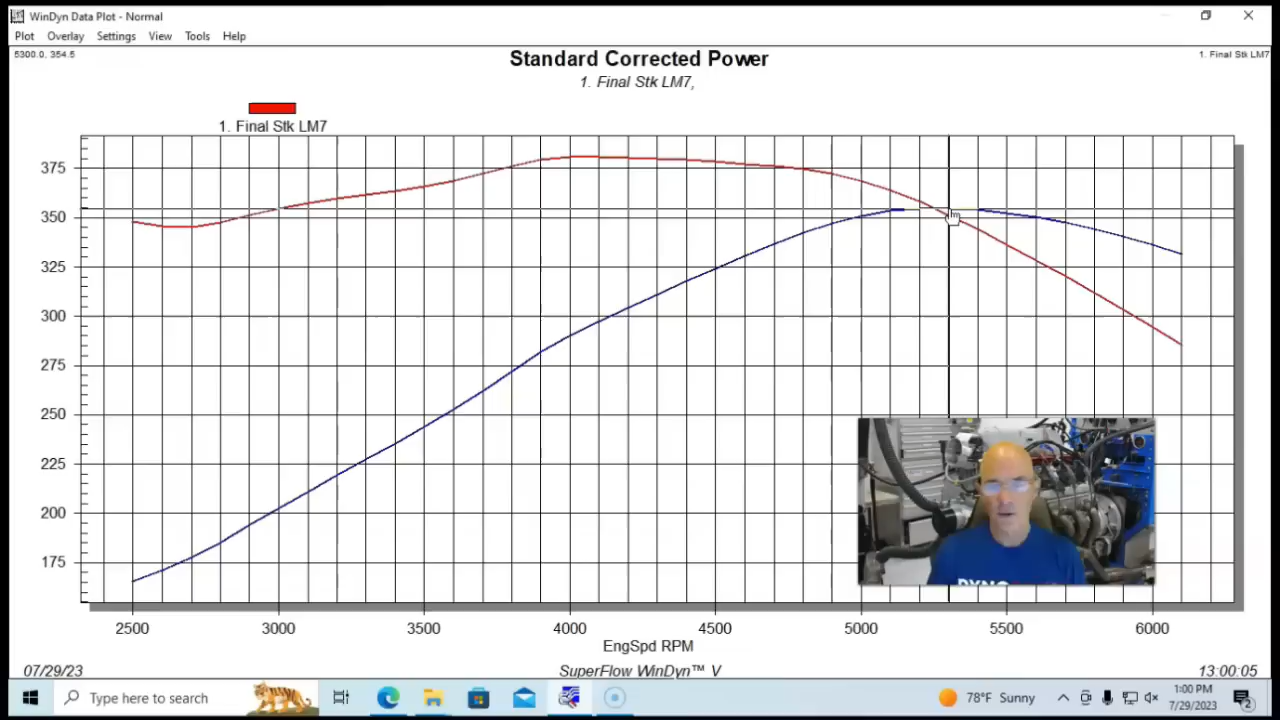 WinDyn Data Plot - Normal
Plot Overlay Settings View Tools Help
5300.0, 354.5
1. Final Stk LM7
Standard Corrected Power
1. Final Stk LM7,
1. Final Stk LM7
375
350
325
300
275
250
225
200
175
2500 3000 3500 4000 4500 5000 5500 6000
EngSpd RPM
07/29/23 SuperFlow WinDyn™ V 13:00:05
Type here to search
78°F Sunny
1:00 PM
7/29/2023
2